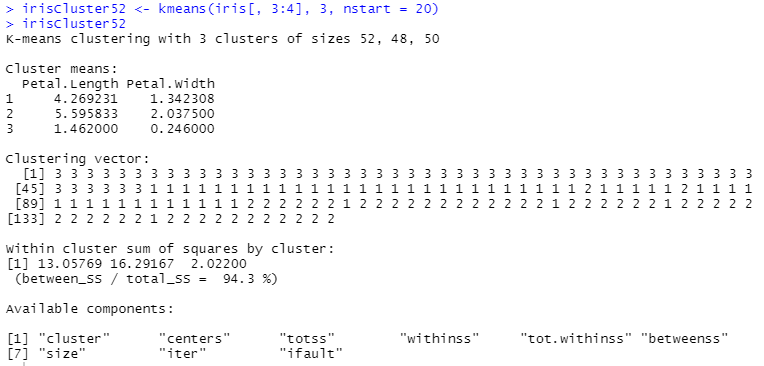 > irisCluster52 <- kmeans(iris[, 3:4], 3, nstart = 20)
> irisCluster52
K-means clustering with 3 clusters of sizes 52, 48, 50
Cluster means:
Petal.Length Petal.Width
1 4.269231 1.342308
2 5.595833 2.037500
3 1.462000 0.246000
Clustering vector:
[1] 3 3 3 3 3 3 3 3 3 3 3 3 3 3 3 3 3 3 3 3 3 3 3 3 3 3 3 3 3 3 3 3 3 3 3 3 3 3 3 3 3 3 3 3
[45] 3 3 3 3 3 3 1 1 1 1 1 1 1 1 1 1 1 1 1 1 1 1 1 1 1 1 1 1 1 1 1 1 1 2 1 1 1 1 1 2 1 1 1 1
[89] 1 1 1 1 1 1 1 1 1 1 1 1 2 2 2 2 2 2 1 2 2 2 2 2 2 2 2 2 2 2 2 2 1 2 2 2 2 2 2 1 2 2 2 2 2
[133] 2 2 2 2 2 2 1 2 2 2 2 2 2 2 2 2 2 2
Within cluster sum of squares by cluster:
[1] 13.05769 16.29167 2.02200
(between_SS / total_SS = 94.3 %)
Available components:
[1] "cluster" "centers" "totss" "withinss" "tot.withinss" "betweenss"
[7] "size" "iter" "ifault"